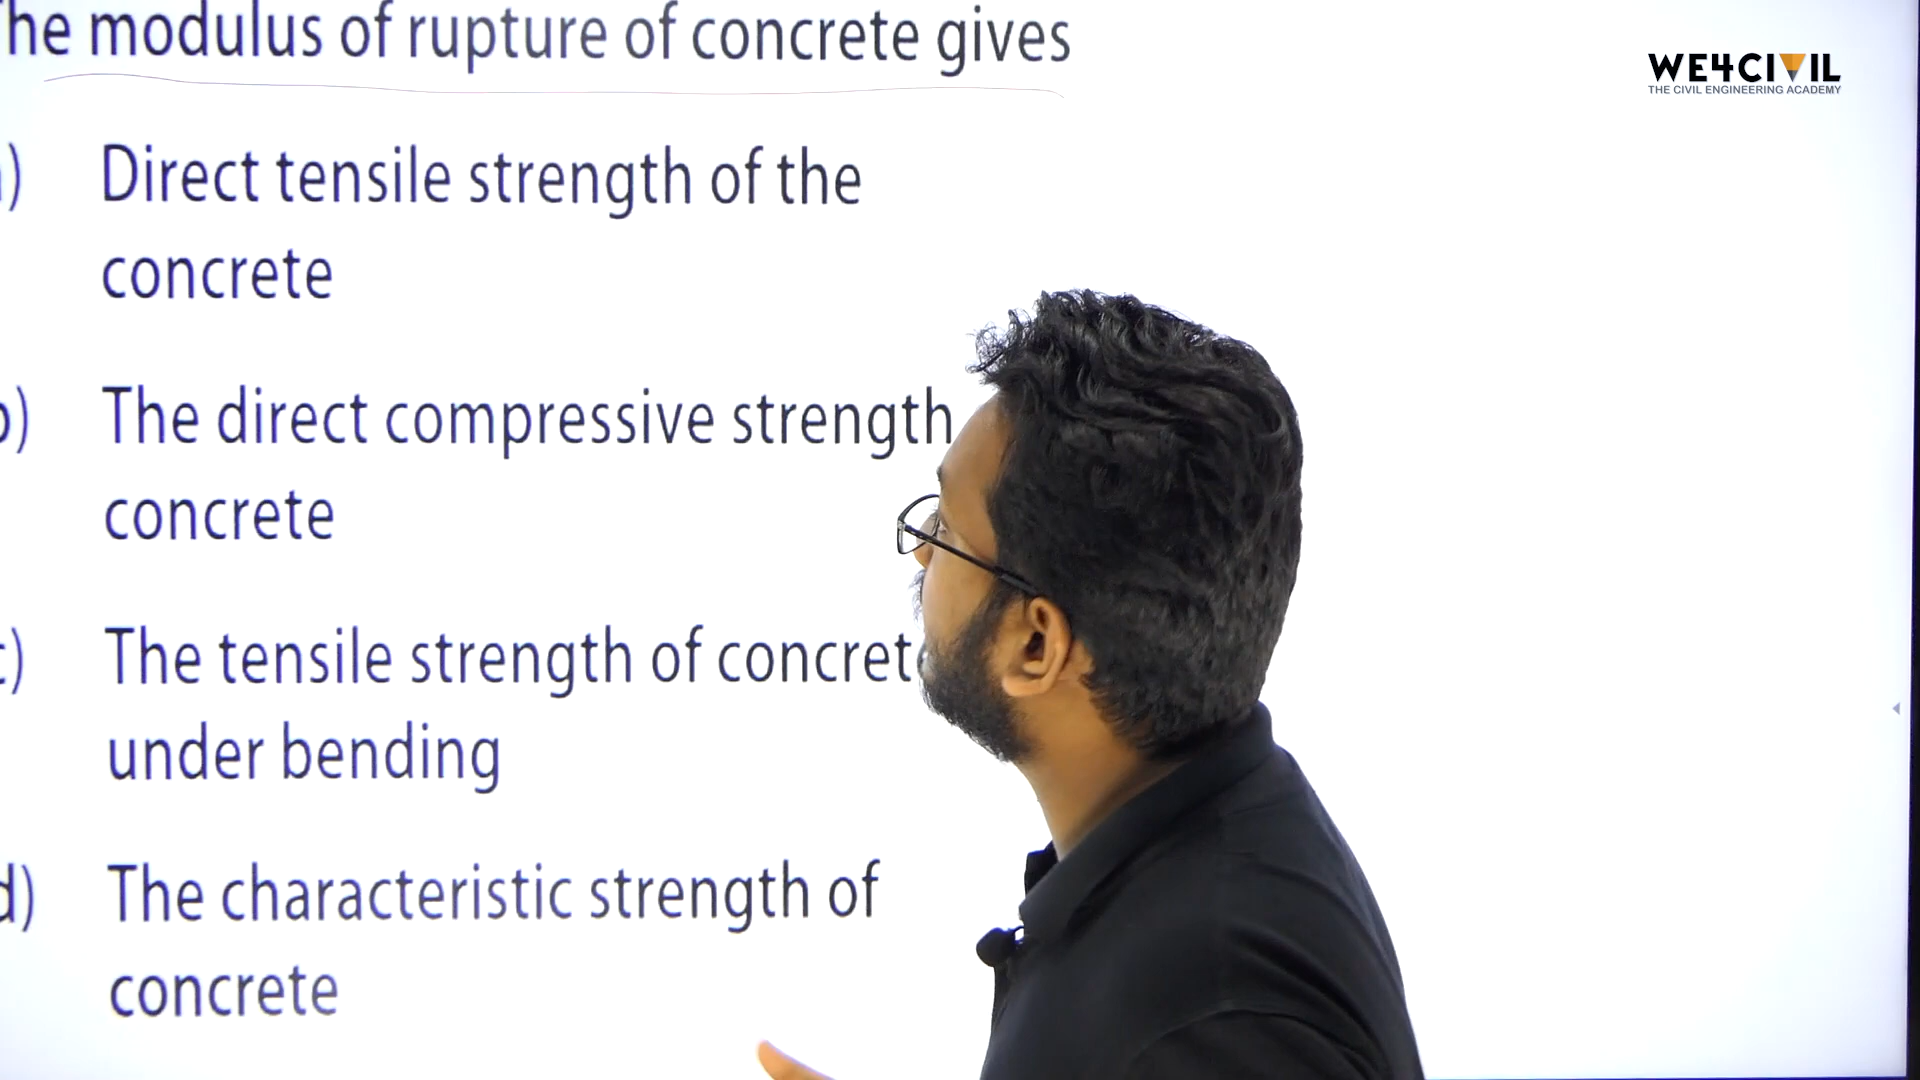 he modulus of rupture of concrete gives
WE4CIVIL
THE CIVIL ENGINEERING ACADEMY
) Direct tensile strength of the
concrete
) The direct compressive strength
concrete
) The tensile strength of concret
under bending
d) The characteristic strength of
concrete